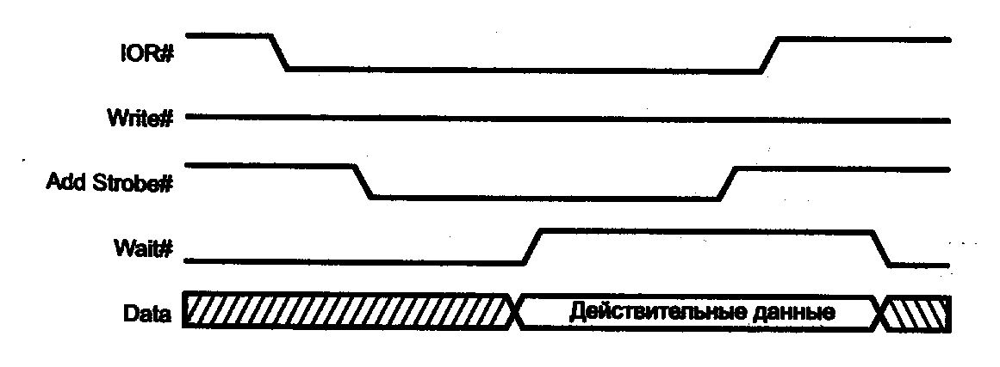 IOR#
Write#
Add Strobe#
Wait#
Data
Действительные данные